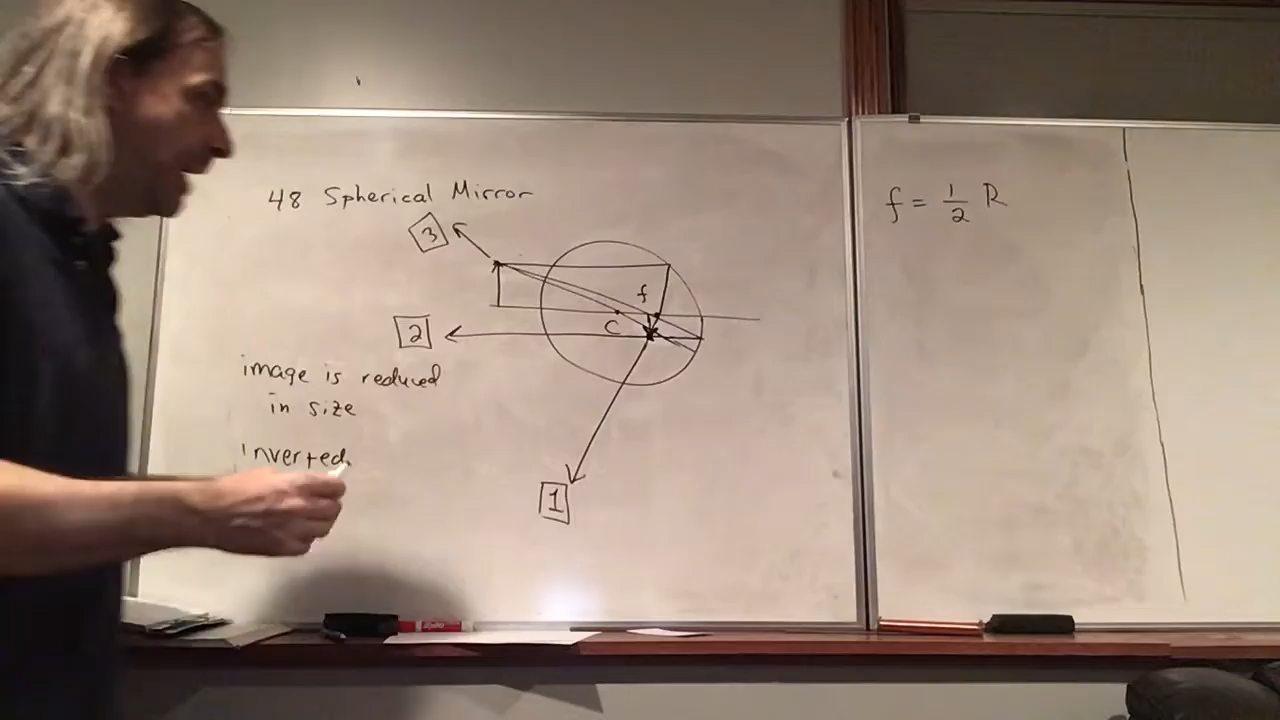 48 Spherical Mirror
3
f
C
2
image is reduced
in size
inverted
1
f = 1/2 R